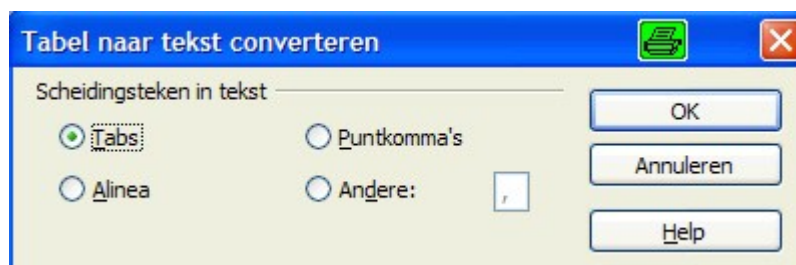 Tabel naar tekst converteren
Scheidingsteken in tekst
Tabs
Puntkomma's
Alinea
Andere: ,
OK
Annuleren
Help